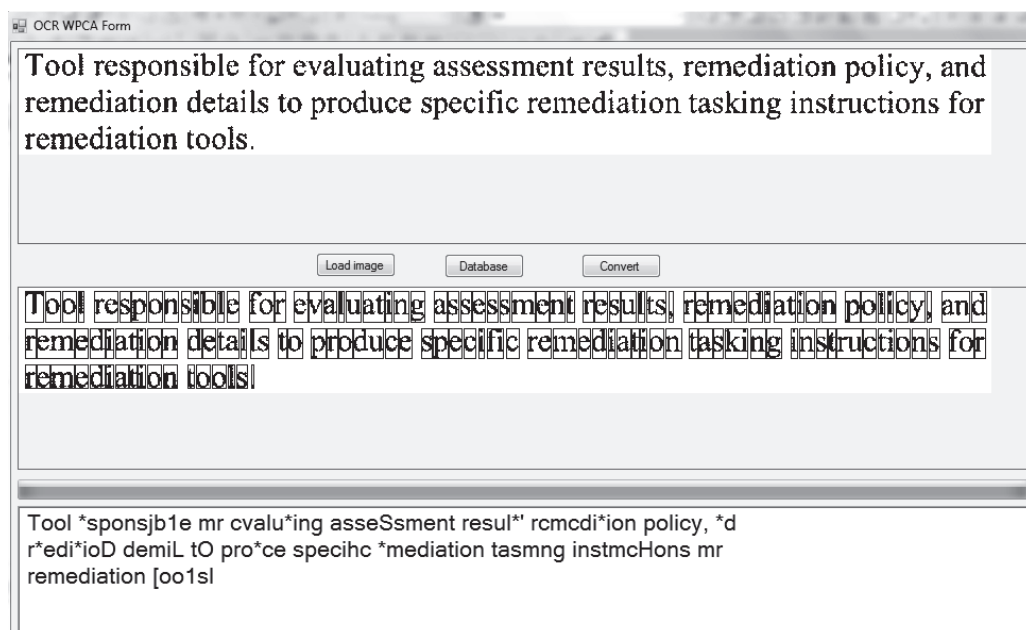 OCR WPCA Form
Tool responsible for evaluating assessment results, remediation policy, and
remediation details to produce specific remediation tasking instructions for
remediation tools.
Load image Database Convert
Tool responsible for evaluating assessment results, remediation policy, and
remediation details to produce specific remediation tasking instructions for
remediation tools.
Tool *sponsjb1e mr cvalu*ing asseSsment resul*' rcmcdi*ion policy, *d
r*edi*ioD demiL tO pro*ce specihc *mediation tasmng instmcHons mr
remediation [oo1sl